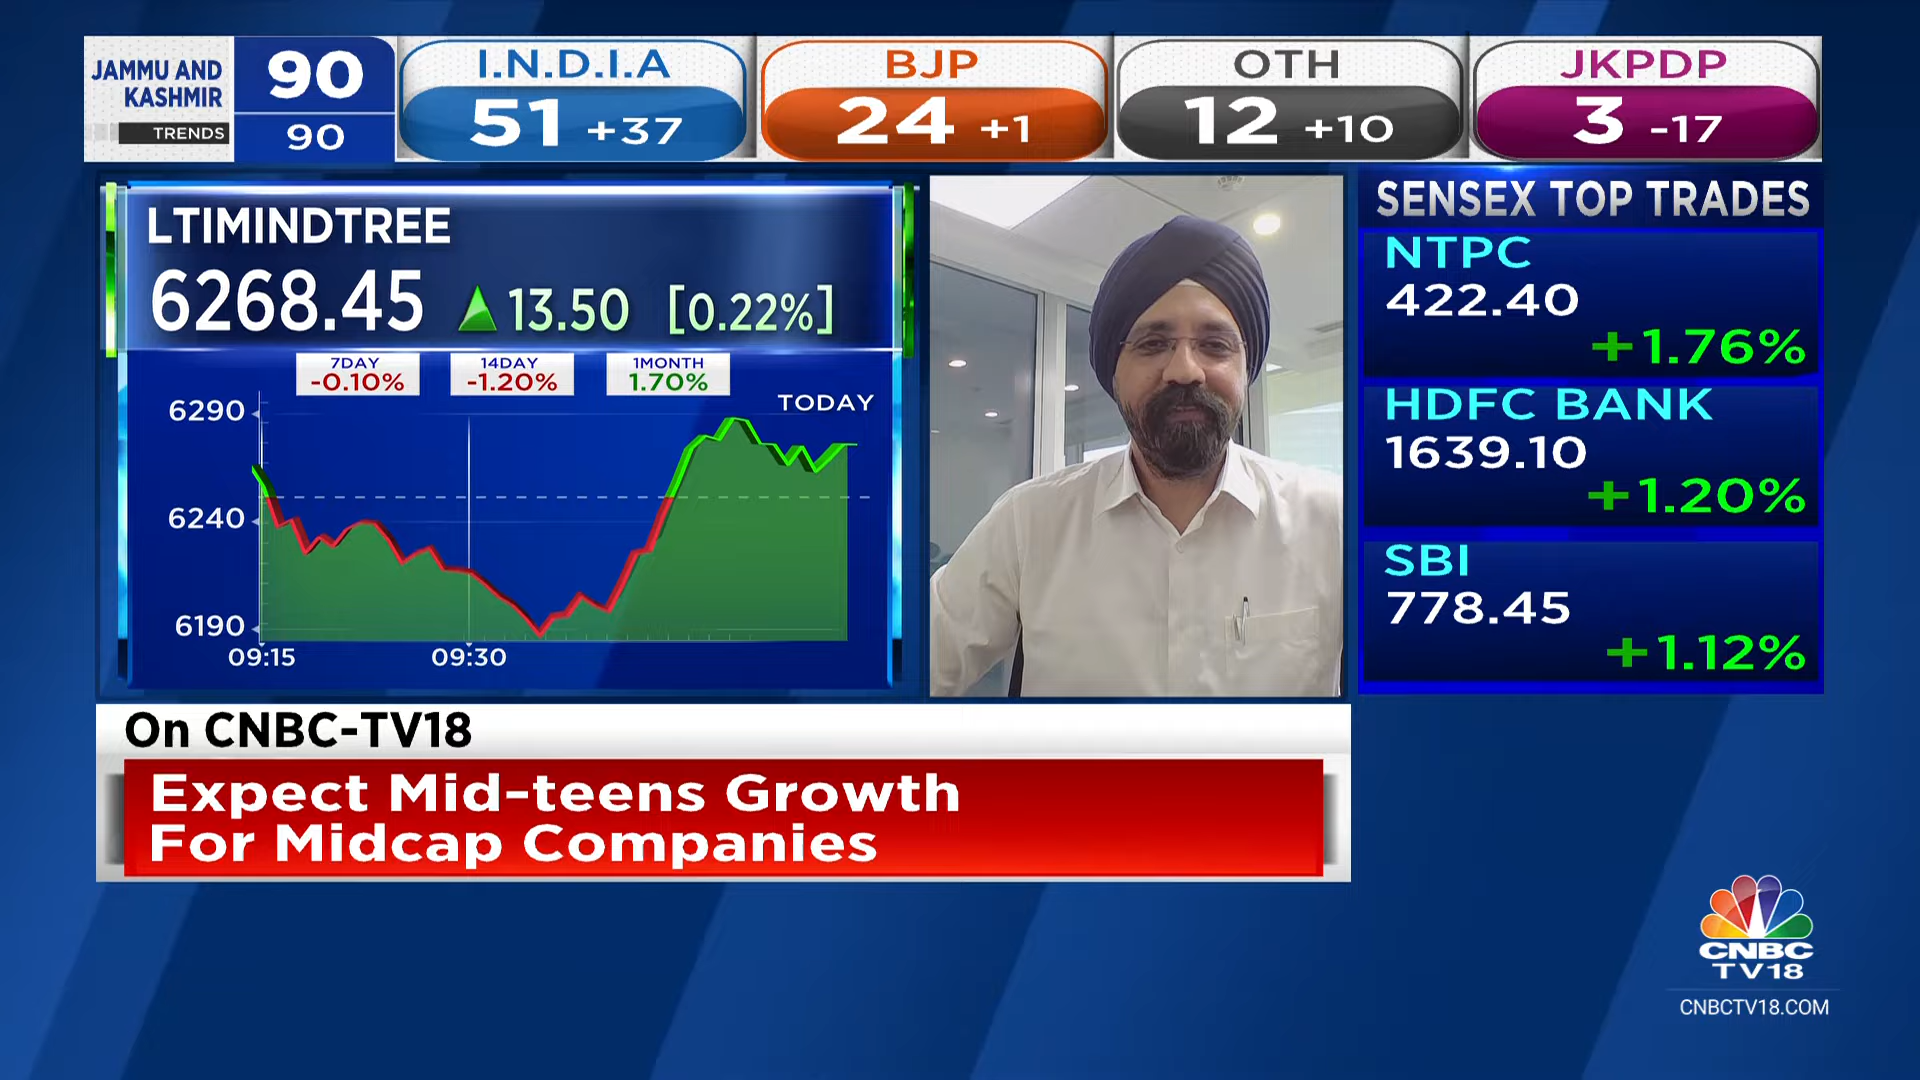 JAMMU AND
KASHMIR
TRENDS
90
90
I.N.D.I.A
51 +37
BJP
24 +1
OTH
12 +10
JKPDP
3 -17
LTIMINDTREE
6268.45 ▲ 13.50 [0.22%]
7DAY
-0.10%
14DAY
-1.20%
1MONTH
1.70%
TODAY
6290
6240
6190
09:15 09:30
SENSEX TOP TRADES
NTPC
422.40
+1.76%
HDFC BANK
1639.10
+1.20%
SBI
778.45
+1.12%
On CNBC-TV18
Expect Mid-teens Growth
For Midcap Companies
CNBC
TV18
CNBCTV18.COM